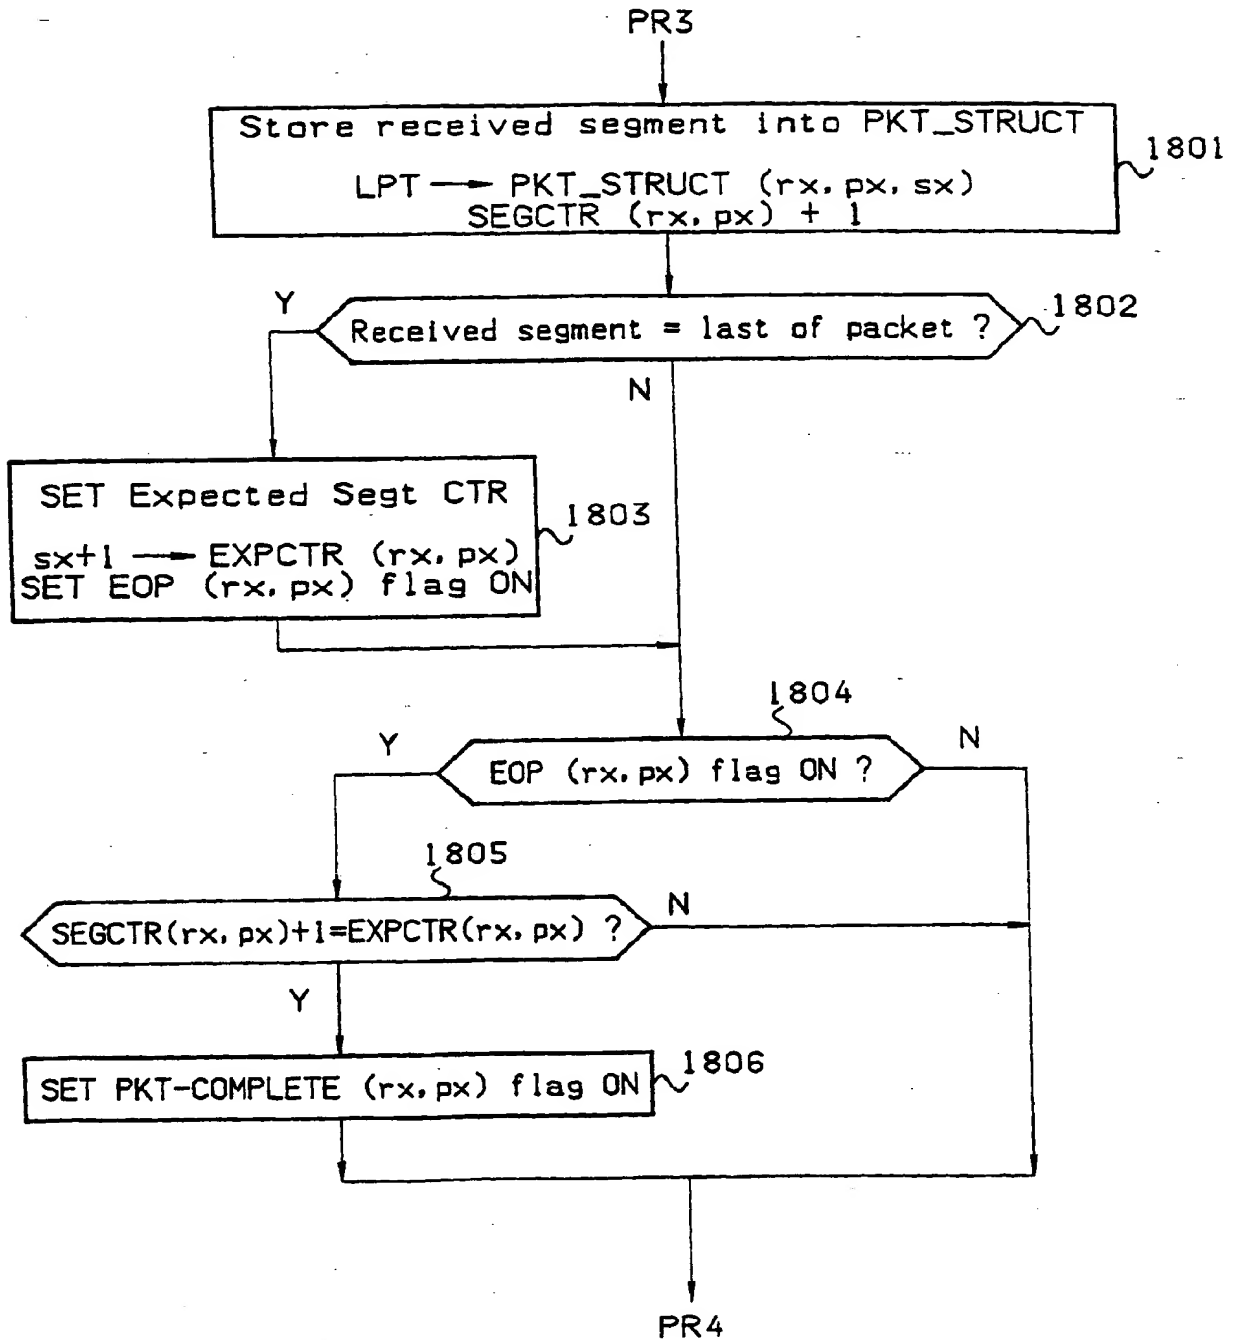 PR3
Store received segment into PKT_STRUCT
1801
LPT → PKT_STRUCT (rx, px, sx)
SEGCTR (rx, px) + 1
Y
1802
Received segment = last of packet ?
N
SET Expected Segt CTR
1803
sx+1 → EXPCTR (rx, px)
SET EOP (rx, px) flag ON
1804
Y
N
EOP (rx, px) flag ON ?
1805
N
SEGCTR(rx, px)+1=EXPCTR(rx, px) ?
Y
1806
SET PKT-COMPLETE (rx, px) flag ON
PR4